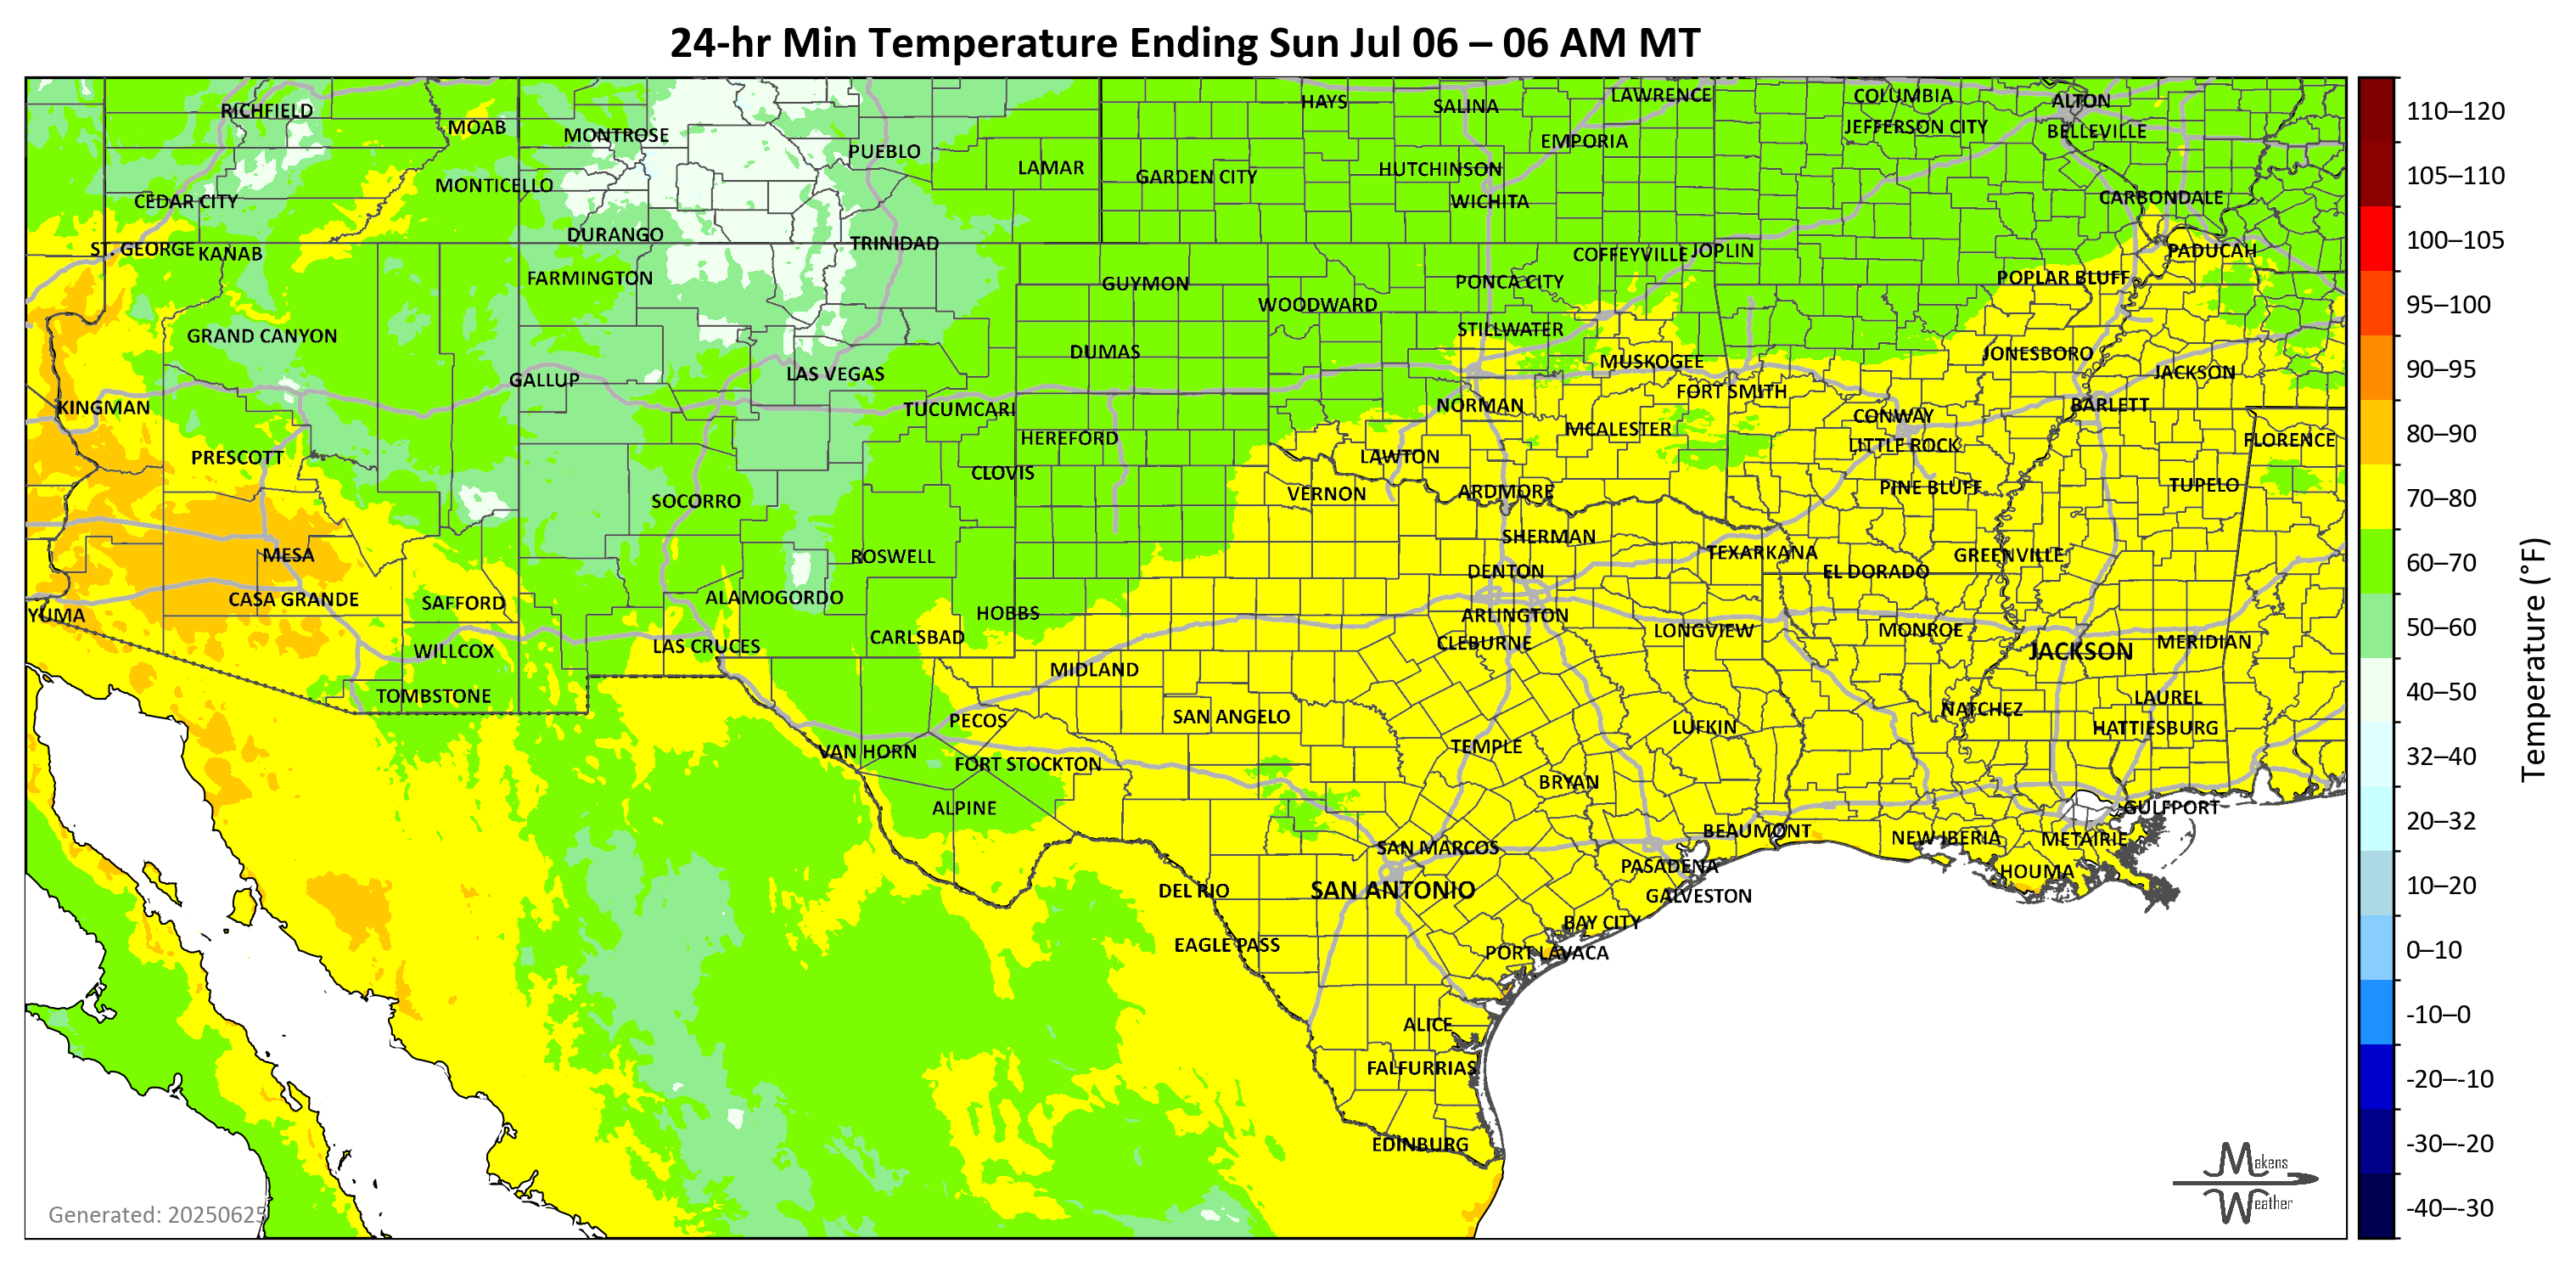 24-hr Min Temperature Ending Sun Jul 06 – 06 AM MT
RICHFIELD
MOAB
MONTROSE
PUEBLO
LAMAR
HAYS
SALINA
LAWRENCE
COLUMBIA
ALTON
JEFFERSON CITY
BELLEVILLE
EMPORIA
GARDEN CITY
HUTCHINSON
WICHITA
MONTICELLO
CEDAR CITY
CARBONDALE
ST. GEORGE
KANAB
DURANGO
TRINIDAD
COFFEYVILLE
JOPLIN
PADUCAH
FARMINGTON
GUYMON
PONCA CITY
POPLAR BLUFF
WOODWARD
GRAND CANYON
STILLWATER
DUMAS
MUSKOGEE
JONESBORO
GALLUP
LAS VEGAS
JACKSON
FORT SMITH
KINGMAN
TUCUMCARI
NORMAN
CONWAY
BARLETT
HEREFORD
MCALESTER
LITTLE ROCK
FLORENCE
PRESCOTT
LAWTON
CLOVIS
SOCORRO
VERNON
ARDMORE
PINE BLUFF
TUPELO
MESA
ROSWELL
SHERMAN
TEXARKANA
GREENVILLE
DENTON
EL DORADO
CASA GRANDE
SAFFORD
ALAMOGORDO
HOBBS
YUMA
ARLINGTON
LONGVIEW
MONROE
CARLSBAD
LAS CRUCES
WILLCOX
CLEBURNE
JACKSON
MERIDIAN
MIDLAND
TOMBSTONE
PECOS
SAN ANGELO
LAUREL
NATCHEZ
HATTIESBURG
LUFKIN
VAN HORN
FORT STOCKTON
TEMPLE
BRYAN
ALPINE
GULFPORT
BEAUMONT
NEW IBERIA
METAIRIE
SAN MARCOS
PASADENA
HOUMA
DEL RIO
SAN ANTONIO
GALVESTON
BAY CITY
EAGLE PASS
PORT LAVACA
ALICE
FALFURRIAS
EDINBURG
Generated: 20250625
Makens
Weather
110–120
105–110
100–105
95–100
90–95
80–90
70–80
60–70
50–60
40–50
32–40
20–32
10–20
0–10
-10–0
-20–-10
-30–-20
-40–-30
Temperature (°F)